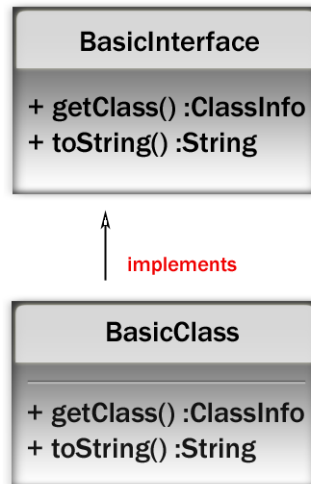 BasicInterface
+ getClass() :ClassInfo
+ toString() :String
implements
BasicClass
+ getClass() :ClassInfo
+ toString() :String